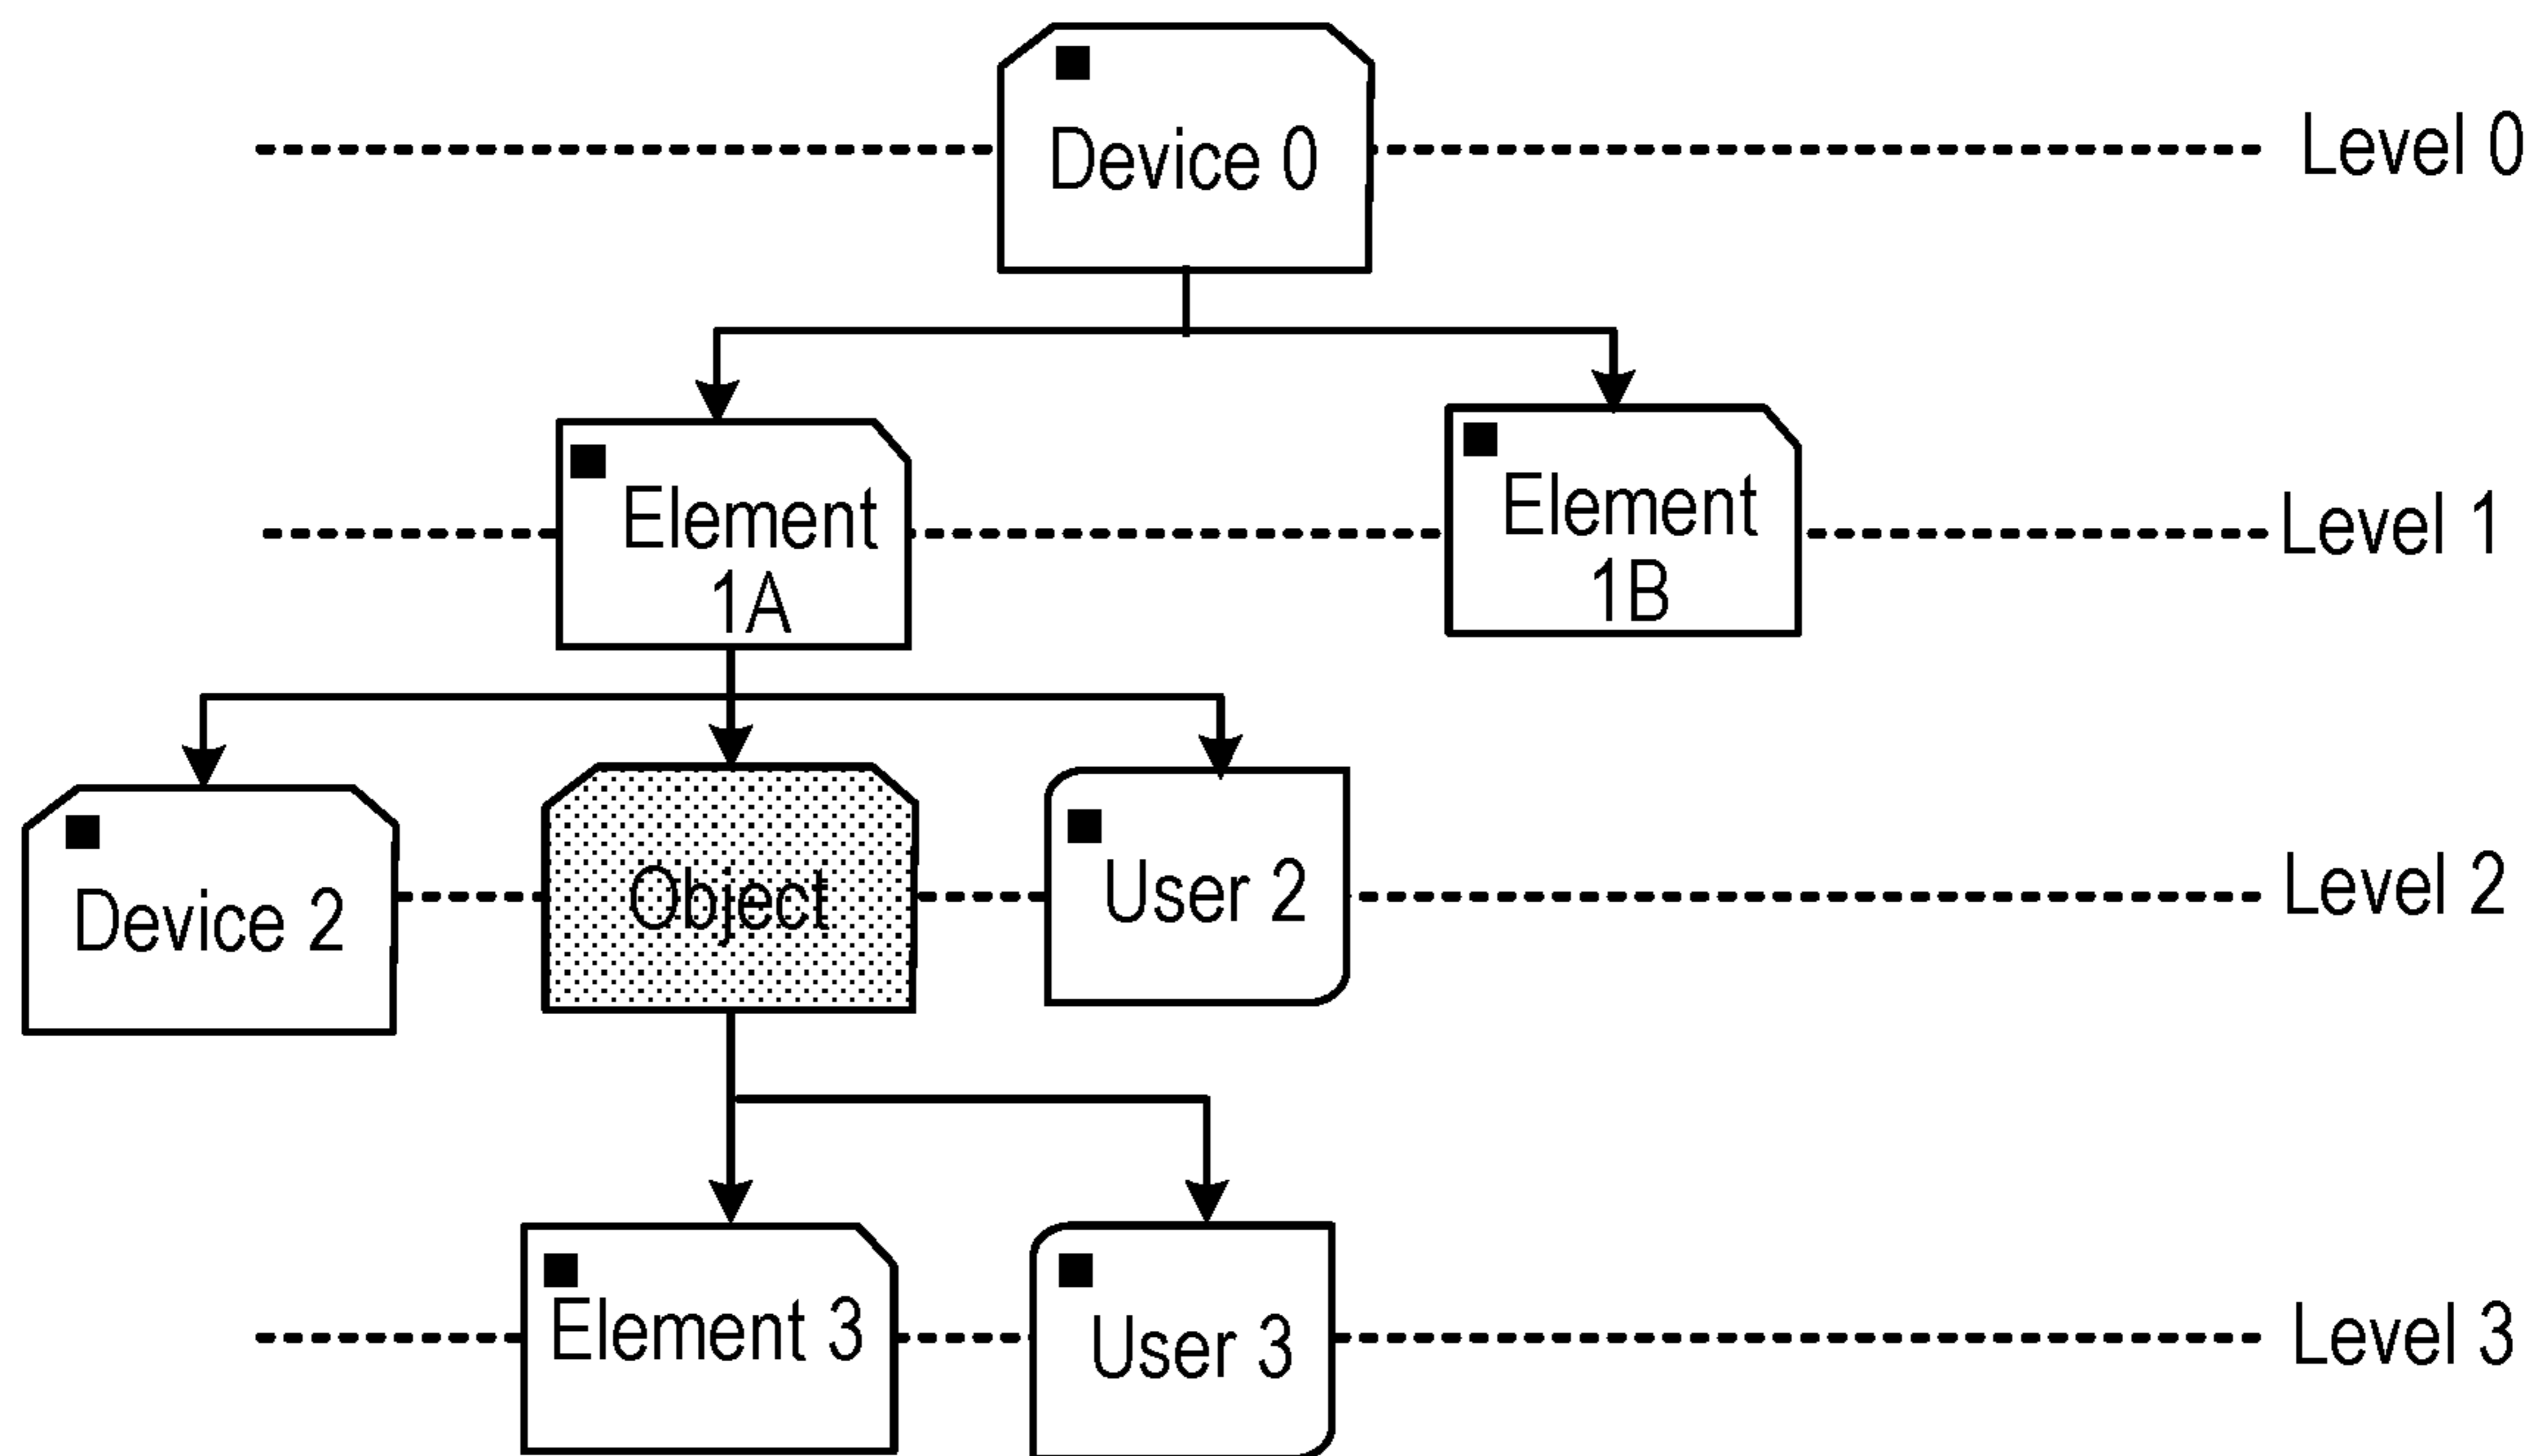 Device 0
Level 0
Element
1A
Element
1B
Level 1
Device 2
Object
User 2
Level 2
Element 3
User 3
Level 3